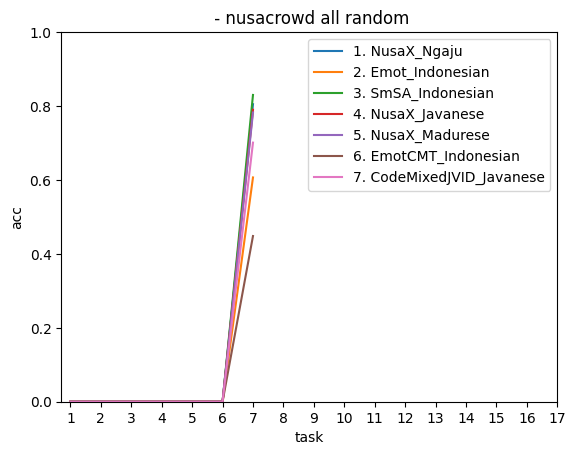 - nusacrowd all random
1.0
0.8
0.6
0.4
0.2
0.0
acc
1. NusaX_Ngaju
2. Emot_Indonesian
3. SmSA_Indonesian
4. NusaX_Javanese
5. NusaX_Madurese
6. EmotCMT_Indonesian
7. CodeMixedJVID_Javanese
1 2 3 4 5 6 7 8 9 10 11 12 13 14 15 16 17
task